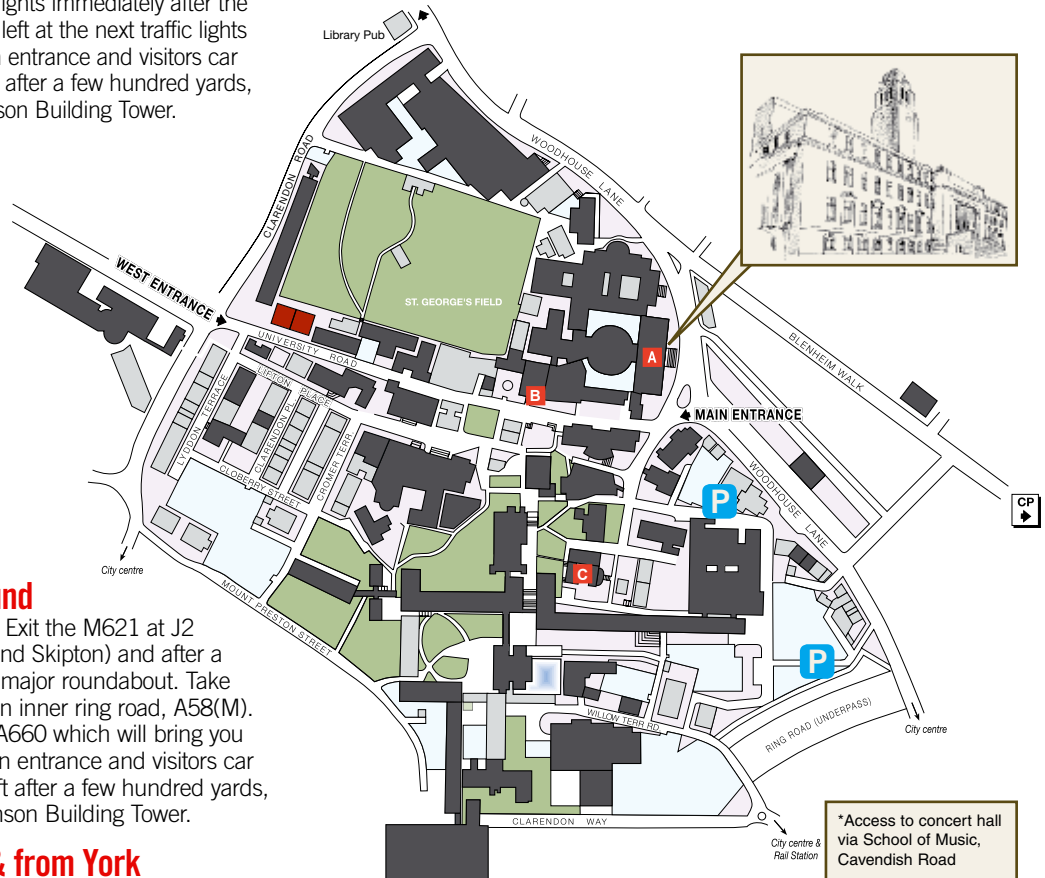 ights immediately after the
left at the next traffic lights
entrance and visitors car
after a few hundred yards,
son Building Tower.
Library Pub
WOODHOUSE LANE
CLARENDON ROAD
WEST ENTRANCE
ST. GEORGE'S FIELD
UNIVERSITY ROAD
A
B
BLENHEIM WALK
MAIN ENTRANCE
LIFTON PLACE
LYDDON TERRACE
CLARENDON PL
CROMER TERR
CLOBERRY STREET
WOODHOUSE LANE
P
CP
City centre
C
MOUNT PRESTON STREET
und
Exit the M621 at J2
nd Skipton) and after a
major roundabout. Take
n inner ring road, A58(M).
A660 which will bring you
n entrance and visitors car
ft after a few hundred yards,
nson Building Tower.
P
WILLOW TERR RD
RING ROAD (UNDERPASS)
City centre
CLARENDON WAY
City centre &
Rail Station
*Access to concert hall
via School of Music,
Cavendish Road
& from York